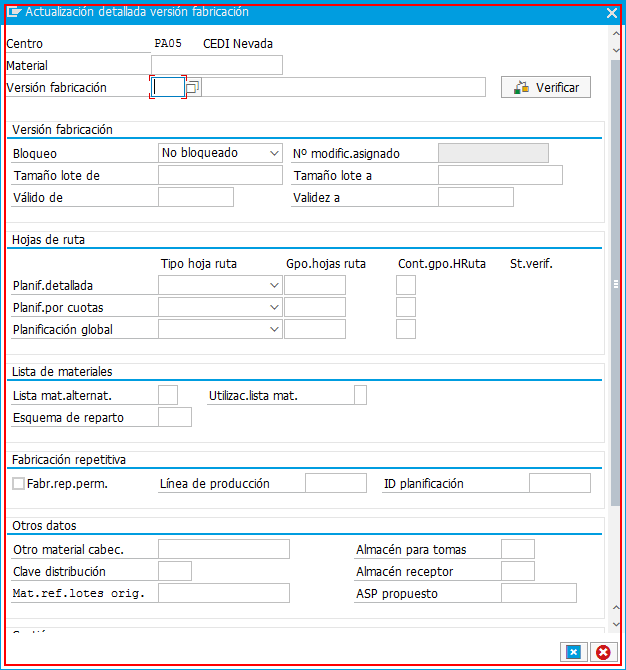 Actualización detallada versión fabricación
Centro PA05 CEDI Nevada
Material
Versión fabricación Verificar
Versión fabricación
Bloqueo No bloqueado Nº modific.asignado
Tamaño lote de Tamaño lote a
Válido de Validez a
Hojas de ruta
Tipo hoja ruta Gpo.hojas ruta Cont.gpo.HRuta St.verif.
Planif.detallada
Planif.por cuotas
Planificación global
Lista de materiales
Lista mat.alternat. Utilizac.lista mat.
Esquema de reparto
Fabricación repetitiva
Fabr.rep.perm. Línea de producción ID planificación
Otros datos
Otro material cabec. Almacén para tomas
Clave distribución Almacén receptor
Mat.ref.lotes orig. ASP propuesto